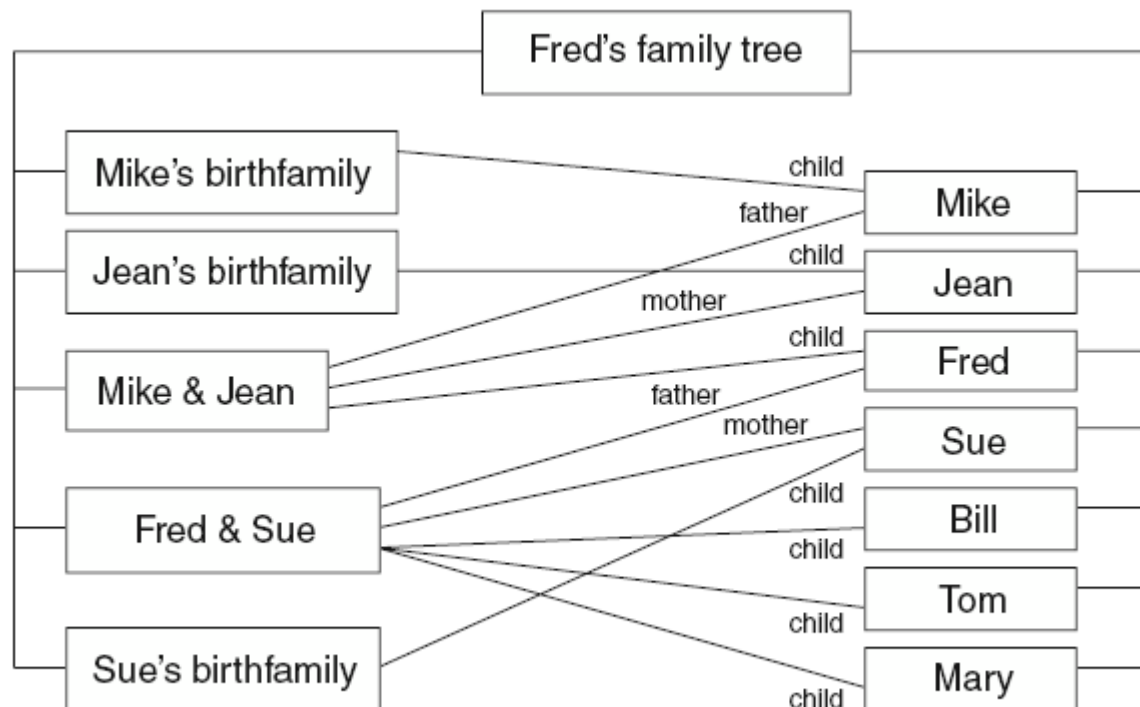 Fred’s family tree
Mike’s birthfamily
child
Mike
father
Jean’s birthfamily
child
Jean
mother
child
Fred
Mike & Jean
father
mother
Sue
child
Bill
Fred & Sue
child
Tom
child
Sue’s birthfamily
Mary
child